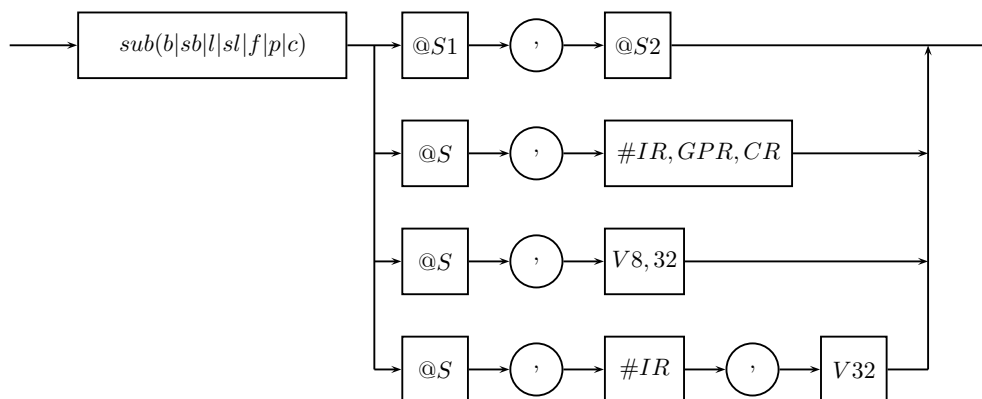 sub(b|sb|l|sl|f|p|c) @S1 , @S2
@S , #IR, GPR, CR
@S , V8, 32
@S , #IR , V32